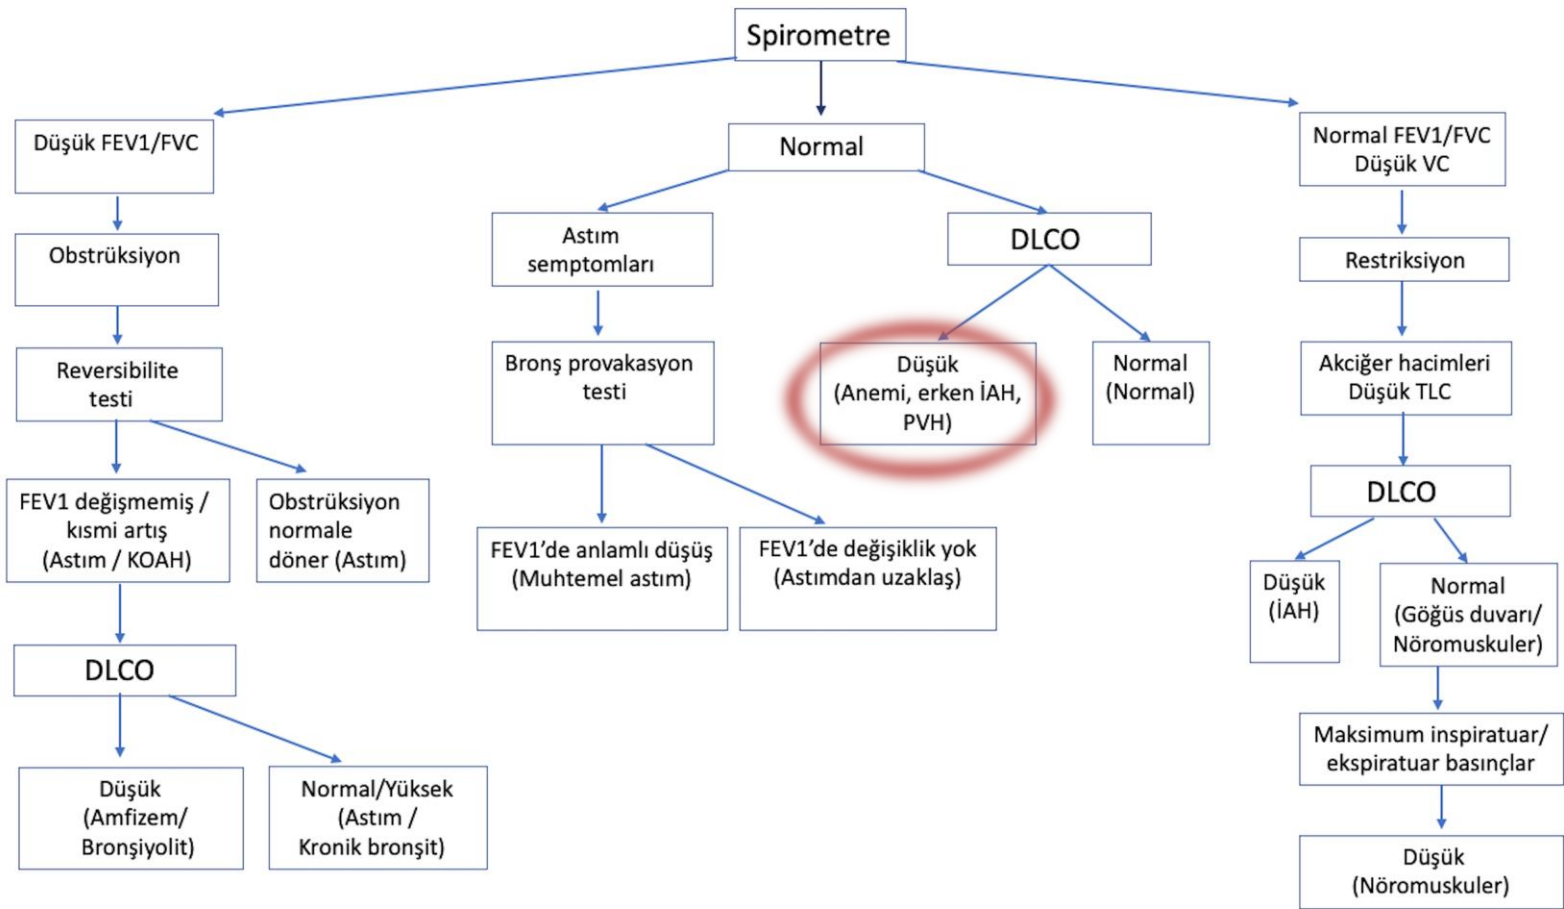 Spirometre
Düşük FEV1/FVC
Obstrüksiyon
Reversibilite
testi
FEV1 değişmemiş /
kısmi artış
(Astım / KOAH)
Obstrüksiyon
normale
döner (Astım)
DLCO
Düşük
(Amfizem/
Bronşiyolit)
Normal/Yüksek
(Astım /
Kronik bronşit)
Normal
Astım
semptomları
Bronş provakasyon
testi
FEV1’de anlamlı düşüş
(Muhtemel astım)
FEV1’de değişiklik yok
(Astımdan uzaklaş)
DLCO
Düşük
(Anemi, erken İAH,
PVH)
Normal
(Normal)
Normal FEV1/FVC
Düşük VC
Restriksiyon
Akciğer hacimleri
Düşük TLC
DLCO
Düşük
(İAH)
Normal
(Göğüs duvarı/
Nöromuskuler)
Maksimum inspiratuar/
ekspiratuar basınçlar
Düşük
(Nöromuskuler)